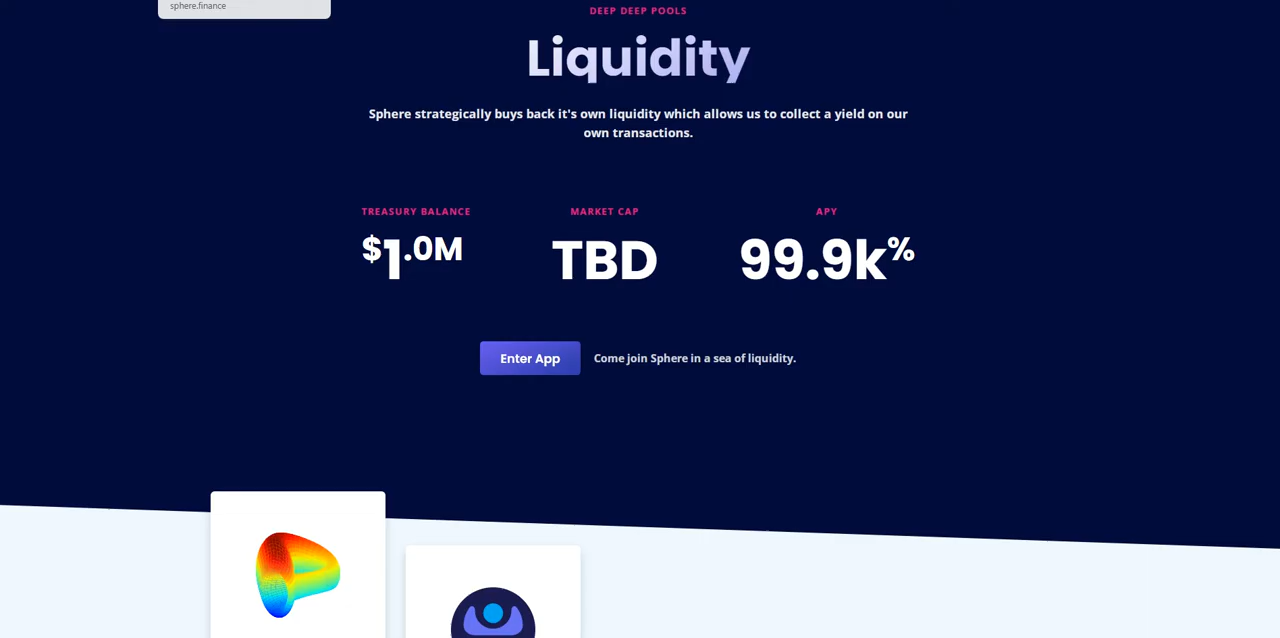 sphere.finance
DEEP DEEP POOLS
Liquidity
Sphere strategically buys back it's own liquidity which allows us to collect a yield on our
own transactions.
TREASURY BALANCE
$1.0M
MARKET CAP
TBD
APY
99.9k%
Enter App
Come join Sphere in a sea of liquidity.